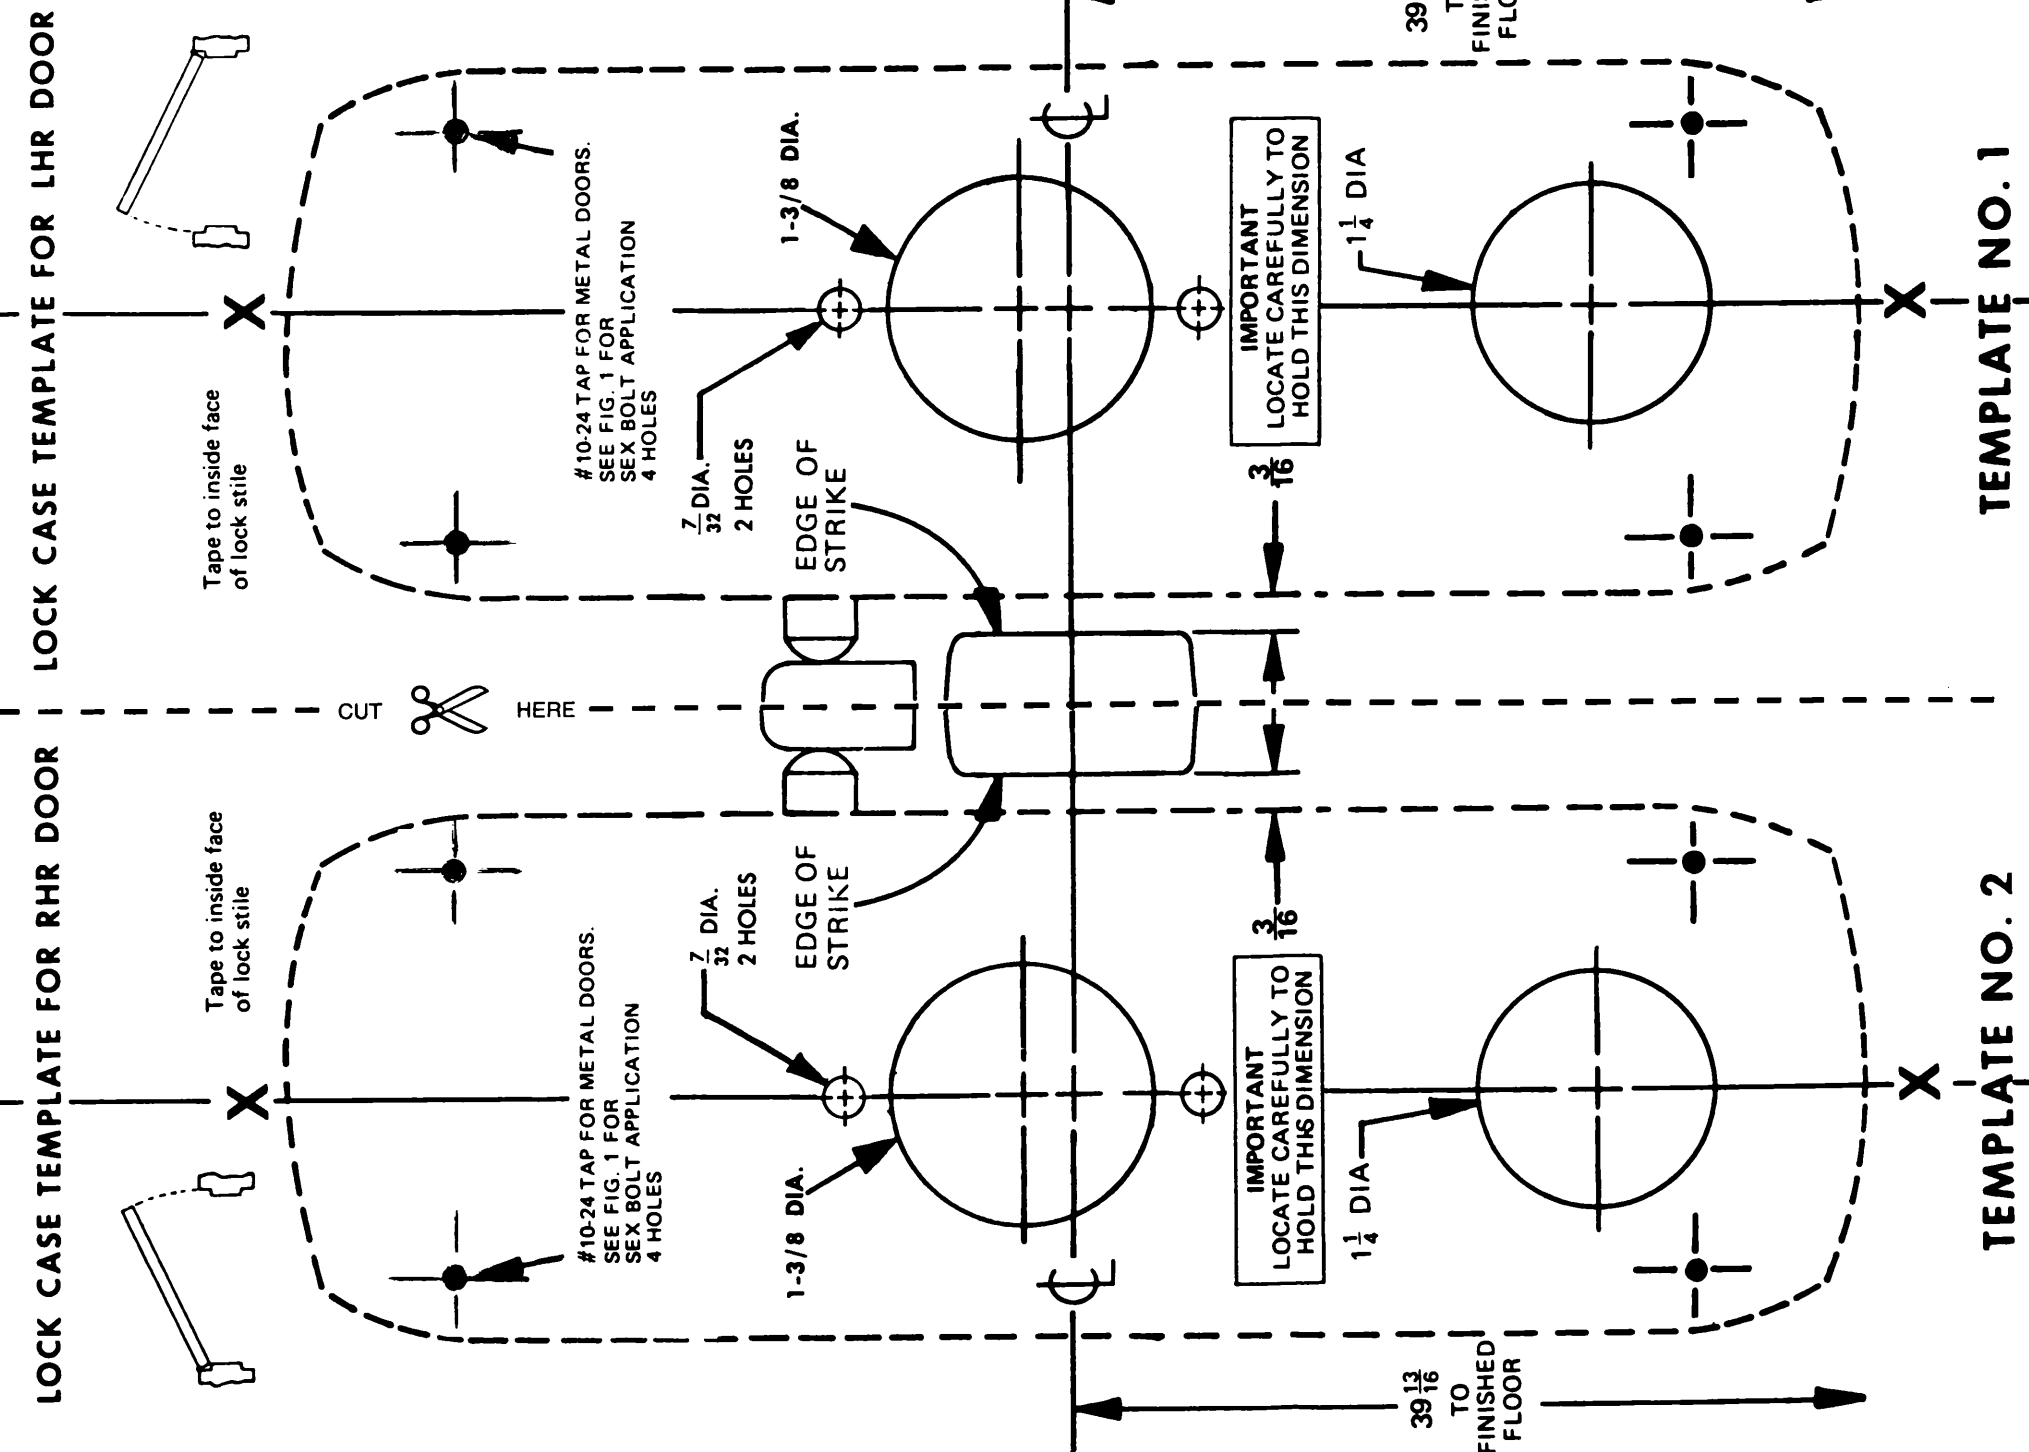 LOCK CASE TEMPLATE FOR RHR DOOR
Tape to inside face
of lock stile
#10-24 TAP FOR METAL DOORS.
SEE FIG. 1 FOR
SEX BOLT APPLICATION
4 HOLES
7/32 DIA.
2 HOLES
1-3/8 DIA.
EDGE OF
STRIKE
3/16
IMPORTANT
LOCATE CAREFULLY TO
HOLD THIS DIMENSION
1 1/4 DIA
39 13/16
TO
FINISHED
FLOOR
TEMPLATE NO. 2
CUT HERE
LOCK CASE TEMPLATE FOR LHR DOOR
Tape to inside face
of lock stile
#10-24 TAP FOR METAL DOORS.
SEE FIG. 1 FOR
SEX BOLT APPLICATION
4 HOLES
7/32 DIA.
2 HOLES
1-3/8 DIA.
EDGE OF
STRIKE
3/16
IMPORTANT
LOCATE CAREFULLY TO
HOLD THIS DIMENSION
1 1/4 DIA
39
TEMPLATE NO. 1